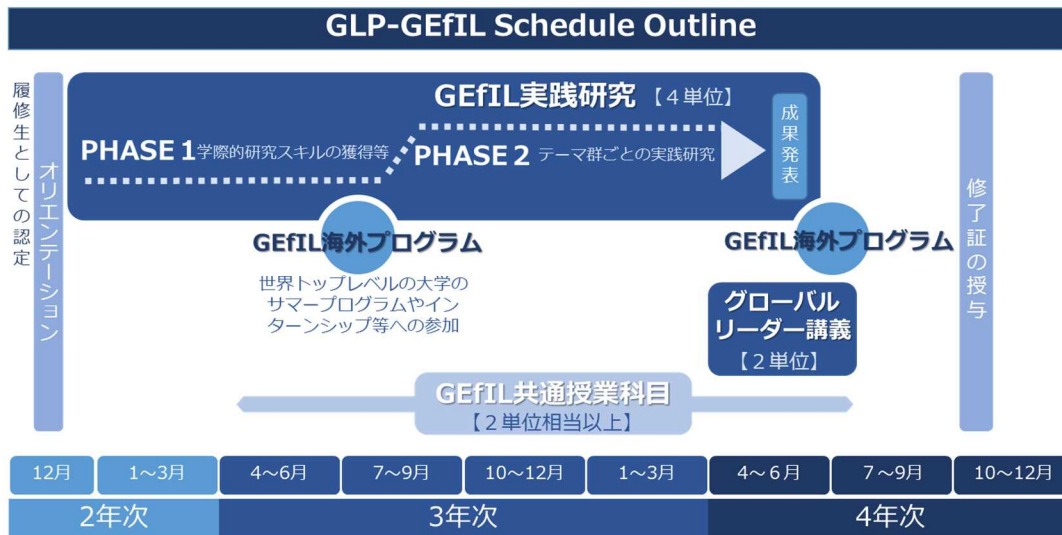 GLP-GEfIL Schedule Outline
履修生としての認定
オリエンテーション
GEfIL実践研究【4単位】
PHASE 1 学際的研究スキルの獲得等
PHASE 2 テーマ群ごとの実践研究
成果発表
GEfIL海外プログラム
世界トップレベルの大学の
サマープログラムやイン
ターンシップ等への参加
GEfIL海外プログラム
グローバル
リーダー講義
【2単位】
修了証の授与
GEfIL共通授業科目
【2単位相当以上】
12月
1～3月
4～6月
7～9月
10～12月
1～3月
4～6月
7～9月
10～12月
2年次
3年次
4年次